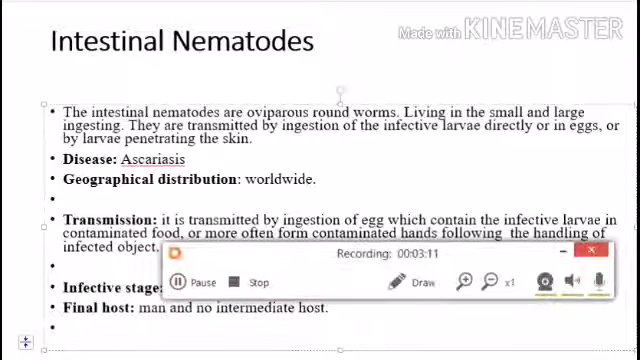 Intestinal Nematodes
Made with KINEMASTER
• The intestinal nematodes are oviparous round worms. Living in the small and large
ingesting. They are transmitted by ingestion of the infective larvae directly or in eggs, or
by larvae penetrating the skin.
• Disease: Ascariasis
• Geographical distribution: worldwide.
•
• Transmission: it is transmitted by ingestion of egg which contain the infective larvae in
contaminated food, or more often form contaminated hands following the handling of
infected object.
Recording: 00:03:11
•
Pause Stop Draw x1
• Infective stage:
• Final host: man and no intermediate host.
•